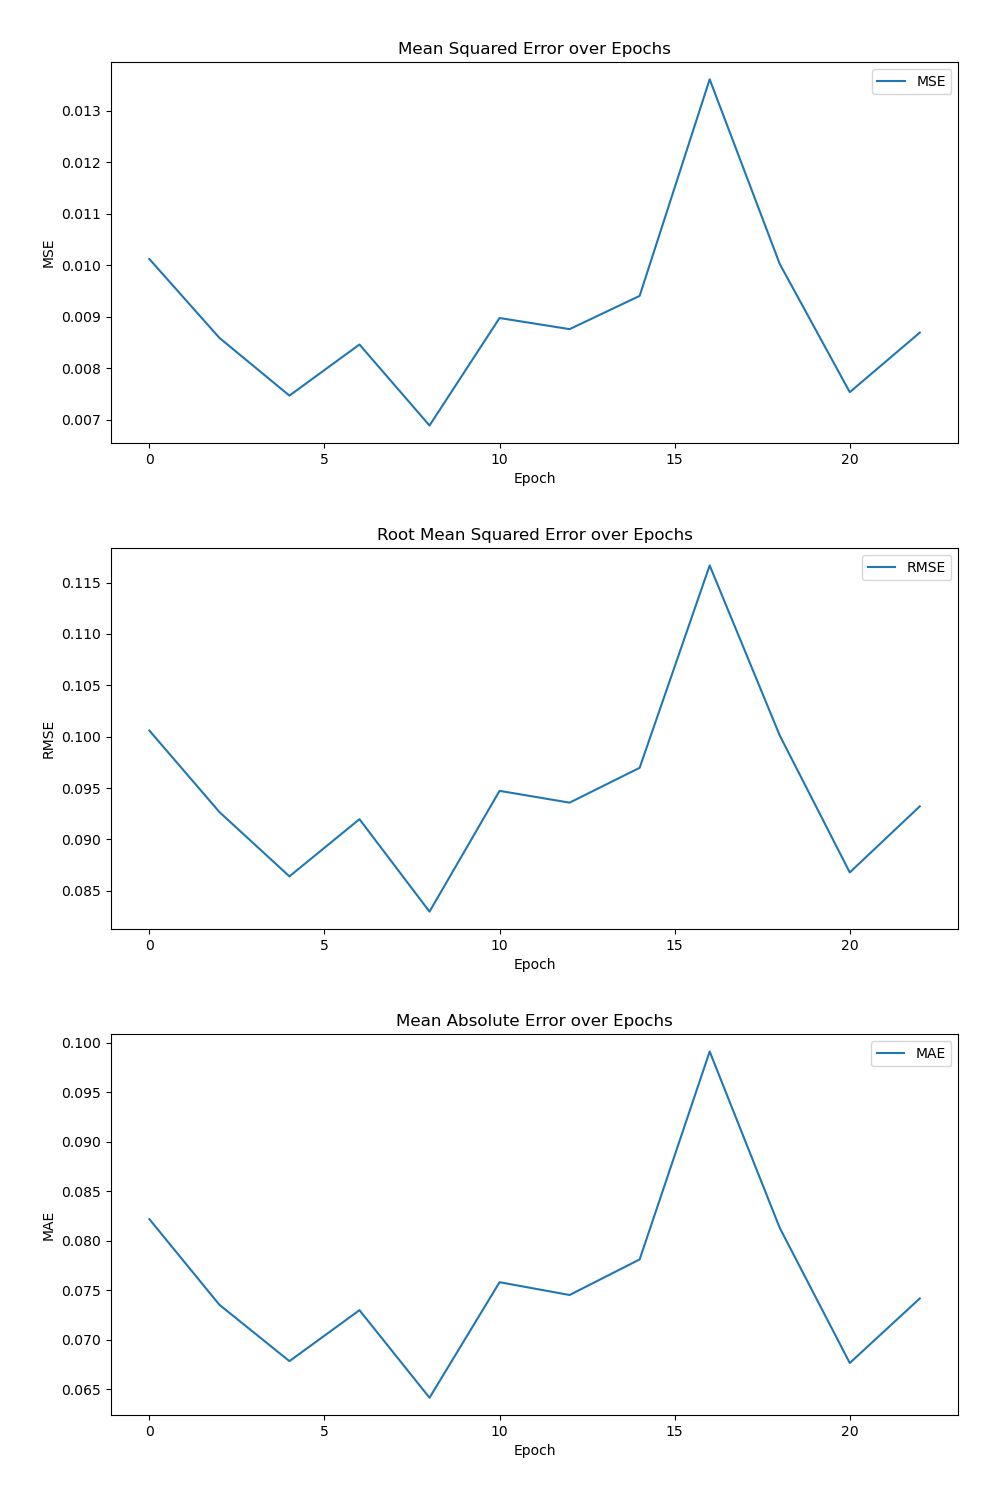 Mean Squared Error over Epochs
MSE
0.013
0.012
0.011
0.010
0.009
0.008
0.007
MSE
0 5 10 15 20
Epoch
Root Mean Squared Error over Epochs
RMSE
0.115
0.110
0.105
0.100
0.095
0.090
0.085
RMSE
0 5 10 15 20
Epoch
Mean Absolute Error over Epochs
MAE
0.100
0.095
0.090
0.085
0.080
0.075
0.070
0.065
MAE
0 5 10 15 20
Epoch